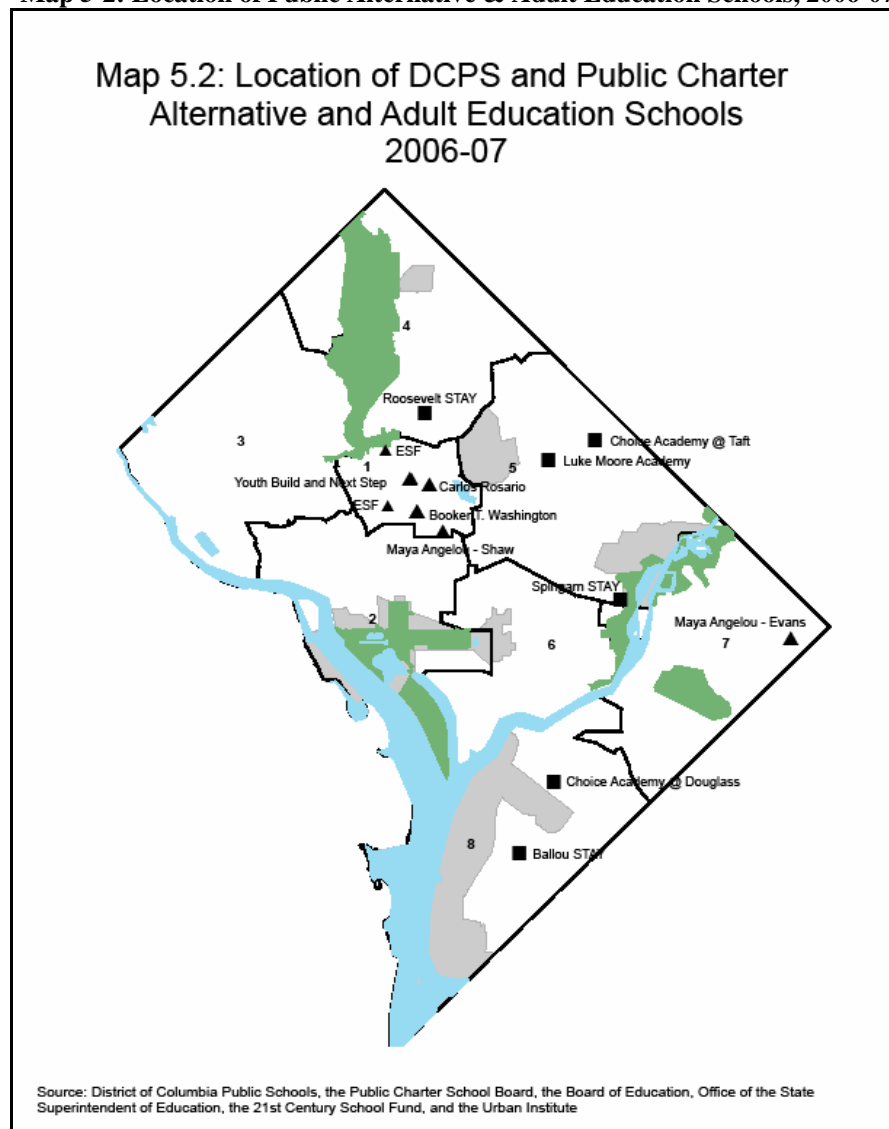 Map 5-2: Location of Public Alternative & Adult Education Schools, 2006-07
Map 5.2: Location of DCPS and Public Charter
Alternative and Adult Education Schools
2006-07
4
Roosevelt STAY
3
ESF
Choice Academy @ Taft
1
5
Luke Moore Academy
Youth Build and Next Step
Carlos Rosario
ESF
Booker T. Washington
Maya Angelou - Shaw
Spingarn STAY
2
Maya Angelou - Evans
6
7
Choice Academy @ Douglass
8
Ballou STAY
Source: District of Columbia Public Schools, the Public Charter School Board, the Board of Education, Office of the State
Superintendent of Education, the 21st Century School Fund, and the Urban Institute